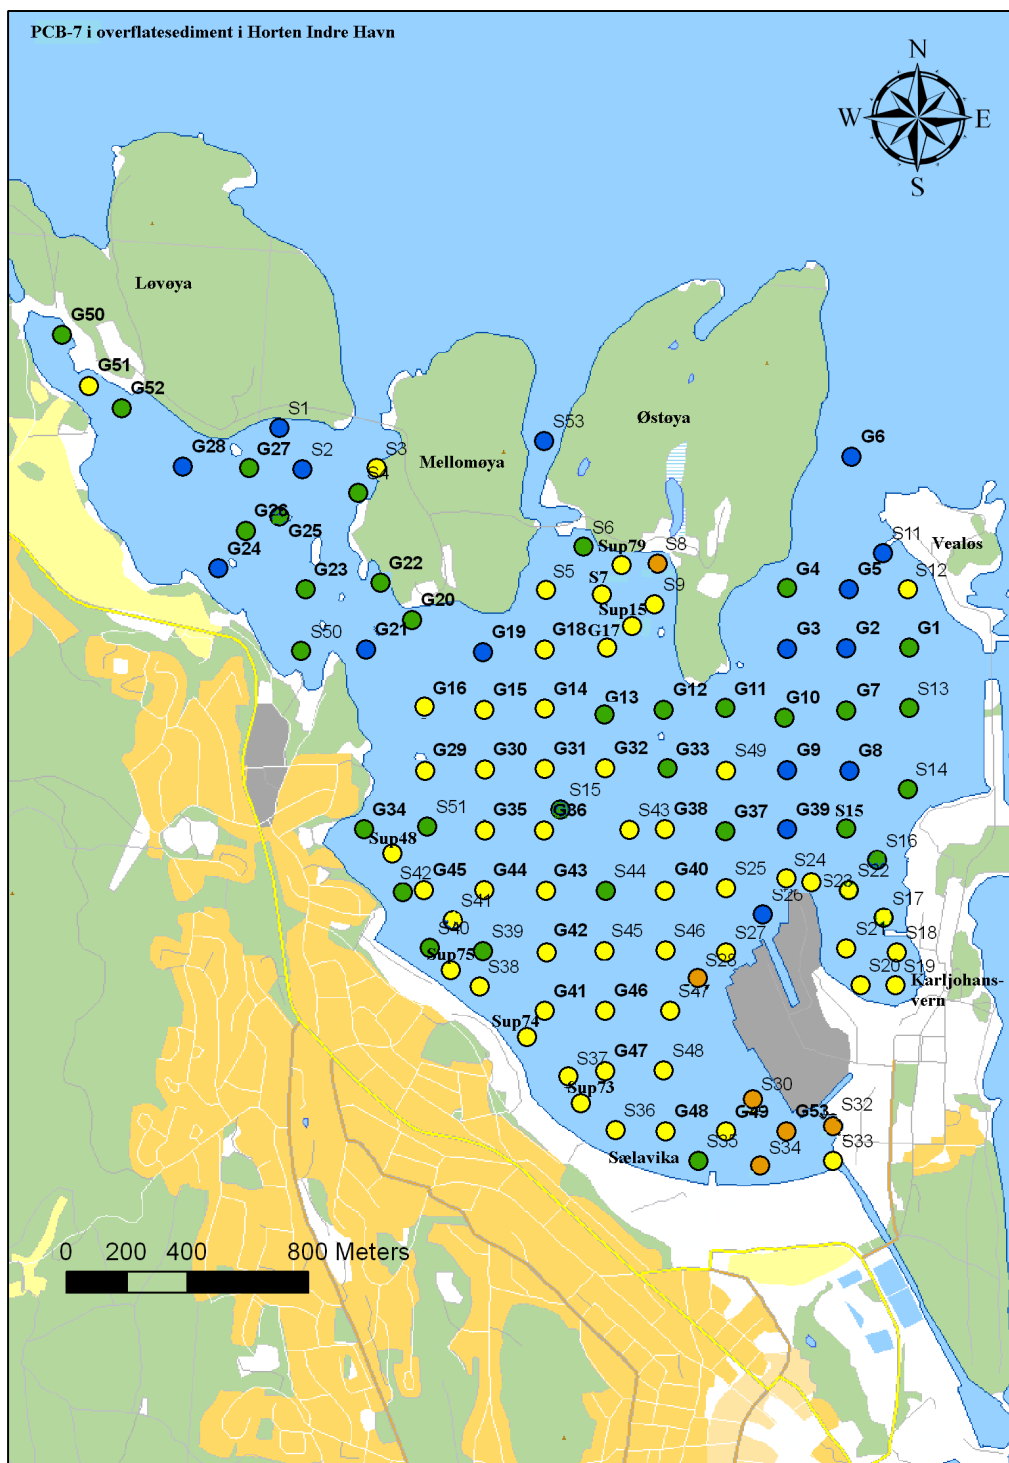 PCB-7 i overflatesediment i Horten Indre Havn
N
W E
S
Løvøya
G50
G51
G52
S1
G28 G27 S2 S3
S4
Mellomøya
S53
Østøya
G6
G26
G25
G24
G23
G22
G20
S50
G21
S6
Sup79 S8
S5 S7 S9
Sup15
G19 G18 G17
S11
Vealøs
G4 G5 S12
G3 G2 G1
G16 G15 G14 G13 G12 G11 G10 G7 S13
G29 G30 G31 G32 G33 S49 G9 G8 S14
S15
G34 S51 G35 G36 S43 G38 G37 G39 S15
Sup48
S16
S42 G45 G44 G43 S44 G40 S25 S24 S23 S22
S41
S26
S17
S40 S39 G42 S45 S46 S27 S21 S18
Sup75
S38
S28
S20 S19
Karljohans-
vern
G41 G46 S47
Sup74
S37 G47 S48
Sup73
S30
S36 G48 G49 G53 S32
Sælavika S35 S34 S33
0 200 400 800 Meters